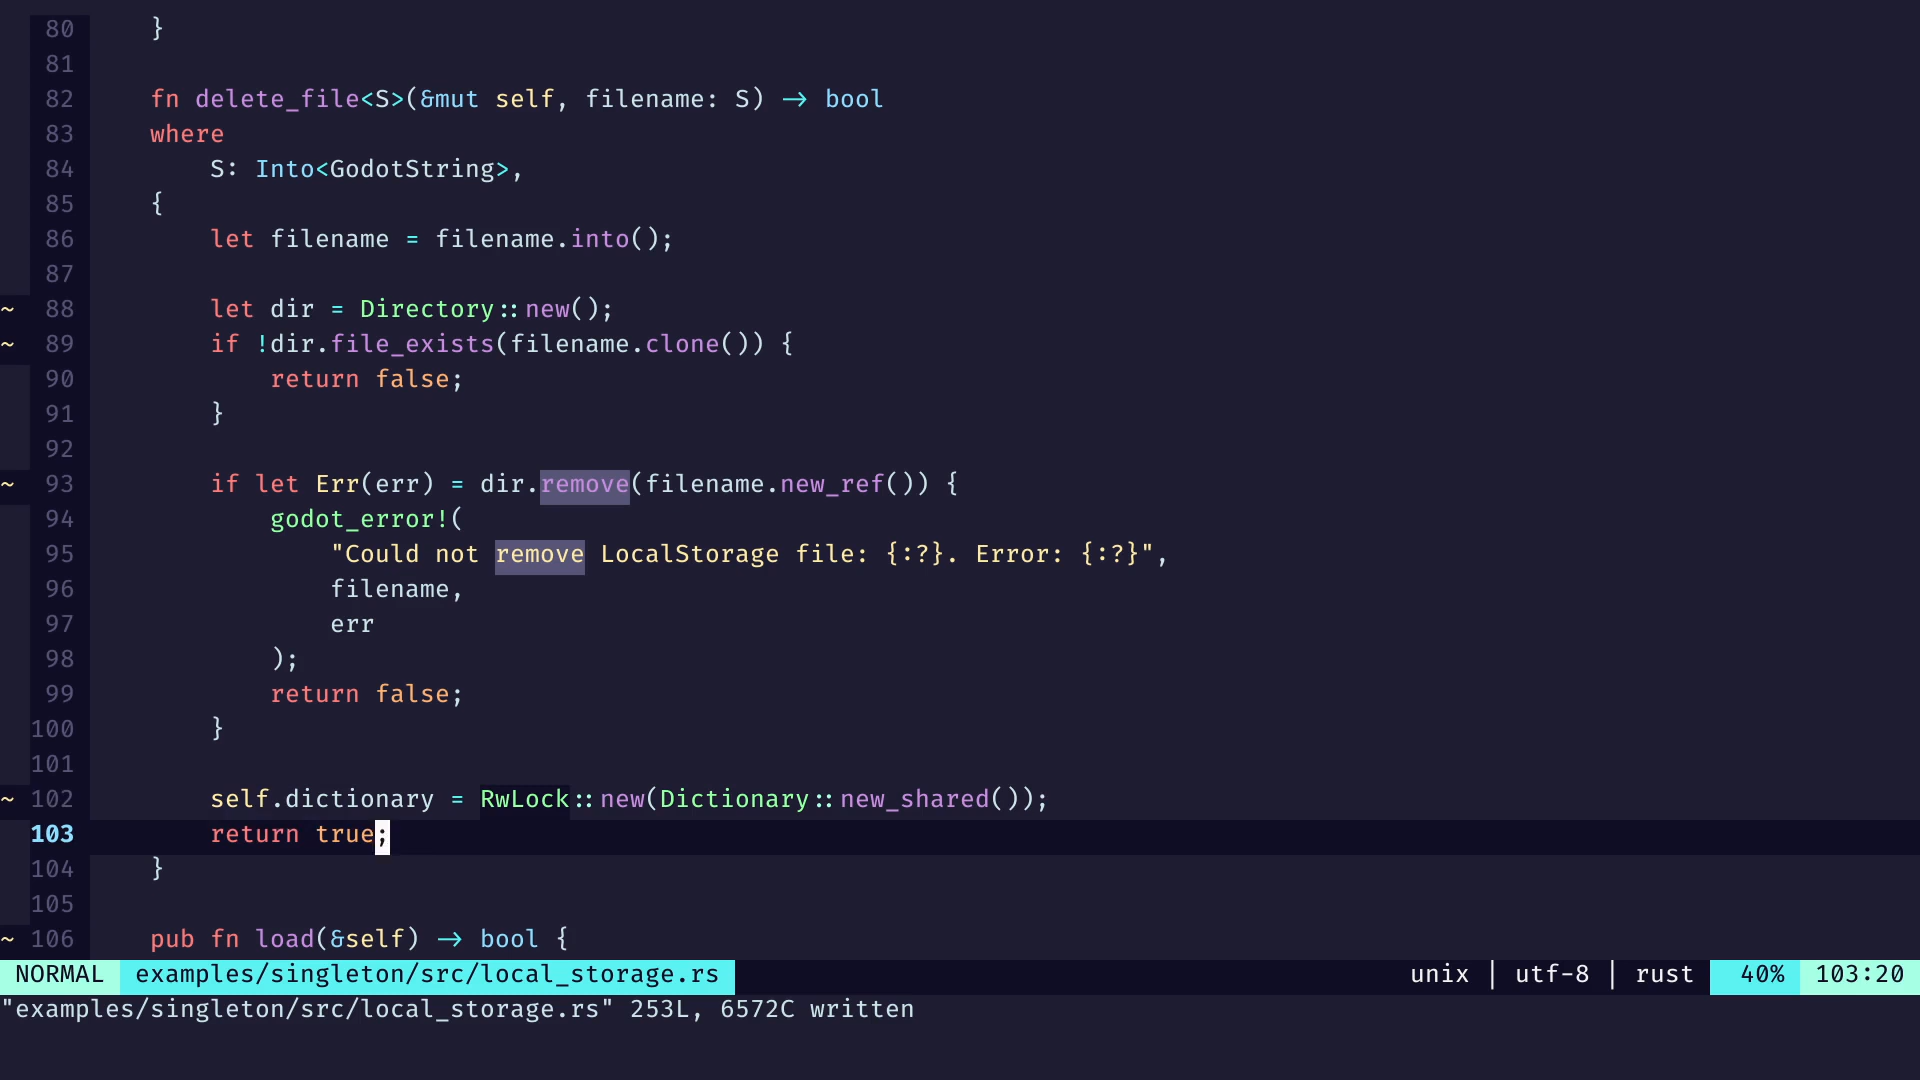 80     }
81
82     fn delete_file<S>(&mut self, filename: S) -> bool
83     where
84         S: Into<GodotString>,
85     {
86         let filename = filename.into();
87
~ 88         let dir = Directory::new();
~ 89         if !dir.file_exists(filename.clone()) {
90             return false;
91         }
92
~ 93         if let Err(err) = dir.remove(filename.new_ref()) {
94             godot_error!(
95                 "Could not remove LocalStorage file: {:?}. Error: {:?}",
96                 filename,
97                 err
98             );
99             return false;
100         }
101
~ 102         self.dictionary = RwLock::new(Dictionary::new_shared());
103         return true;
104     }
105
~ 106     pub fn load(&self) -> bool {
NORMAL examples/singleton/src/local_storage.rs unix | utf-8 | rust 40% 103:20
"examples/singleton/src/local_storage.rs" 253L, 6572C written